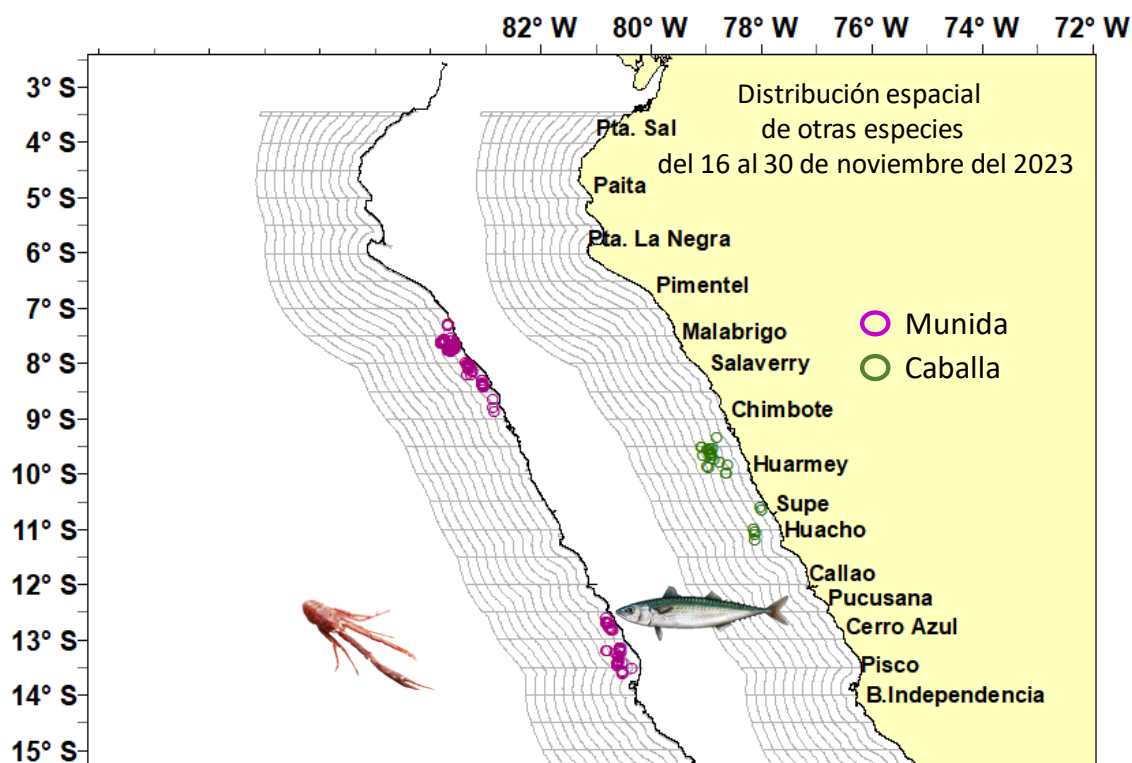 82° W 80° W 78° W 76° W 74° W 72° W
3° S
4° S
5° S
6° S
7° S
8° S
9° S
10° S
11° S
12° S
13° S
14° S
15° S
Distribución espacial
de otras especies
del 16 al 30 de noviembre del 2023
Pta. Sal
Paita
Pta. La Negra
Pimentel
Malabrigo
Salaverry
Chimbote
Huarmey
Supe
Huacho
Callao
Pucusana
Cerro Azul
Pisco
B.Independencia
Munida
Caballa